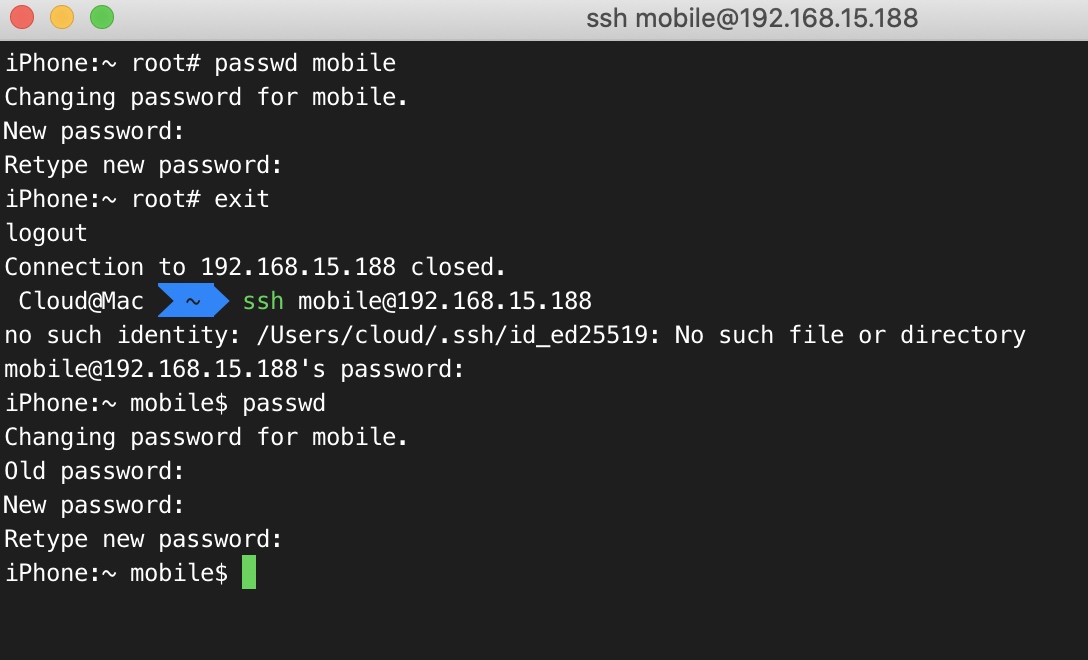 ssh mobile@192.168.15.188
iPhone:~ root# passwd mobile
Changing password for mobile.
New password:
Retype new password:
iPhone:~ root# exit
logout
Connection to 192.168.15.188 closed.
Cloud@Mac ~ ssh mobile@192.168.15.188
no such identity: /Users/cloud/.ssh/id_ed25519: No such file or directory
mobile@192.168.15.188's password:
iPhone:~ mobile$ passwd
Changing password for mobile.
Old password:
New password:
Retype new password:
iPhone:~ mobile$